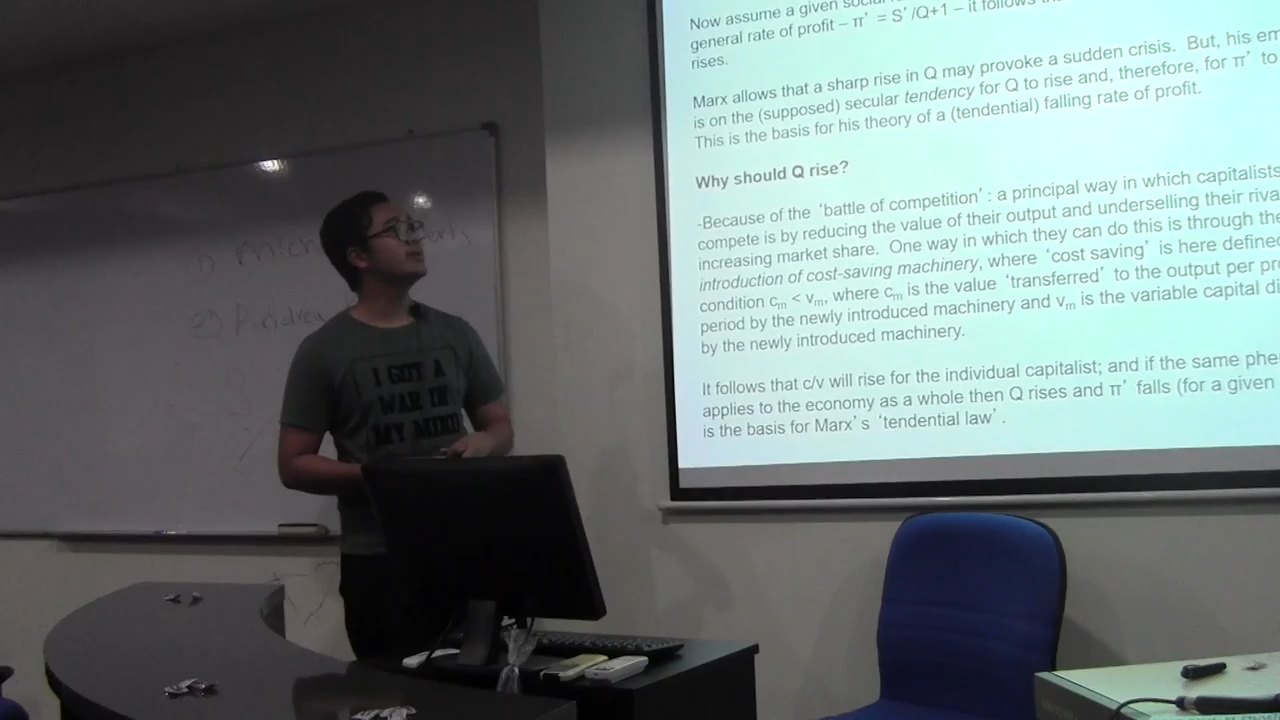 Now assume a given social
general rate of profit – π' = S'/Q+1 – it follows
rises.
Marx allows that a sharp rise in Q may provoke a sudden crisis. But, his
is on the (supposed) secular tendency for Q to rise and, therefore, for π' to
This is the basis for his theory of a (tendential) falling rate of profit.
Why should Q rise?
-Because of the 'battle of competition': a principal way in which capitalists
compete is by reducing the value of their output and underselling their
increasing market share. One way in which they can do this is through the
introduction of cost-saving machinery, where 'cost saving' is here defined
condition cm < vm, where cm is the value 'transferred' to the output per
period by the newly introduced machinery and vm is the variable capital
by the newly introduced machinery.
It follows that c/v will rise for the individual capitalist; and if the same
applies to the economy as a whole then Q rises and π' falls (for a given
is the basis for Marx's 'tendential law'.
I GOT A
WAR IN
MY MIND